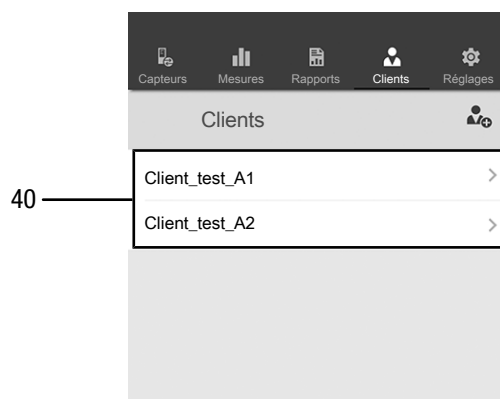 Capteurs Mesures Rapports Clients Réglages
Clients
Client_test_A1
40
Client_test_A2